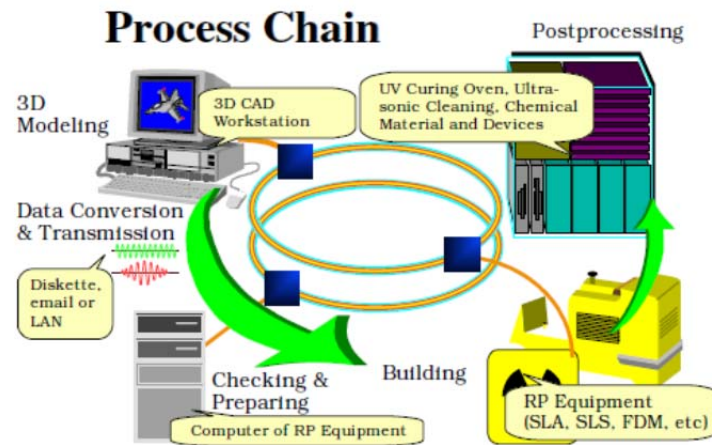 Process Chain
Postprocessing
3D
Modeling
3D CAD
Workstation
UV Curing Oven, Ultra-
sonic Cleaning, Chemical
Material and Devices
Data Conversion
& Transmission
Diskette,
email or
LAN
Checking &
Preparing
Computer of RP Equipment
Building
RP Equipment
(SLA, SLS, FDM, etc)